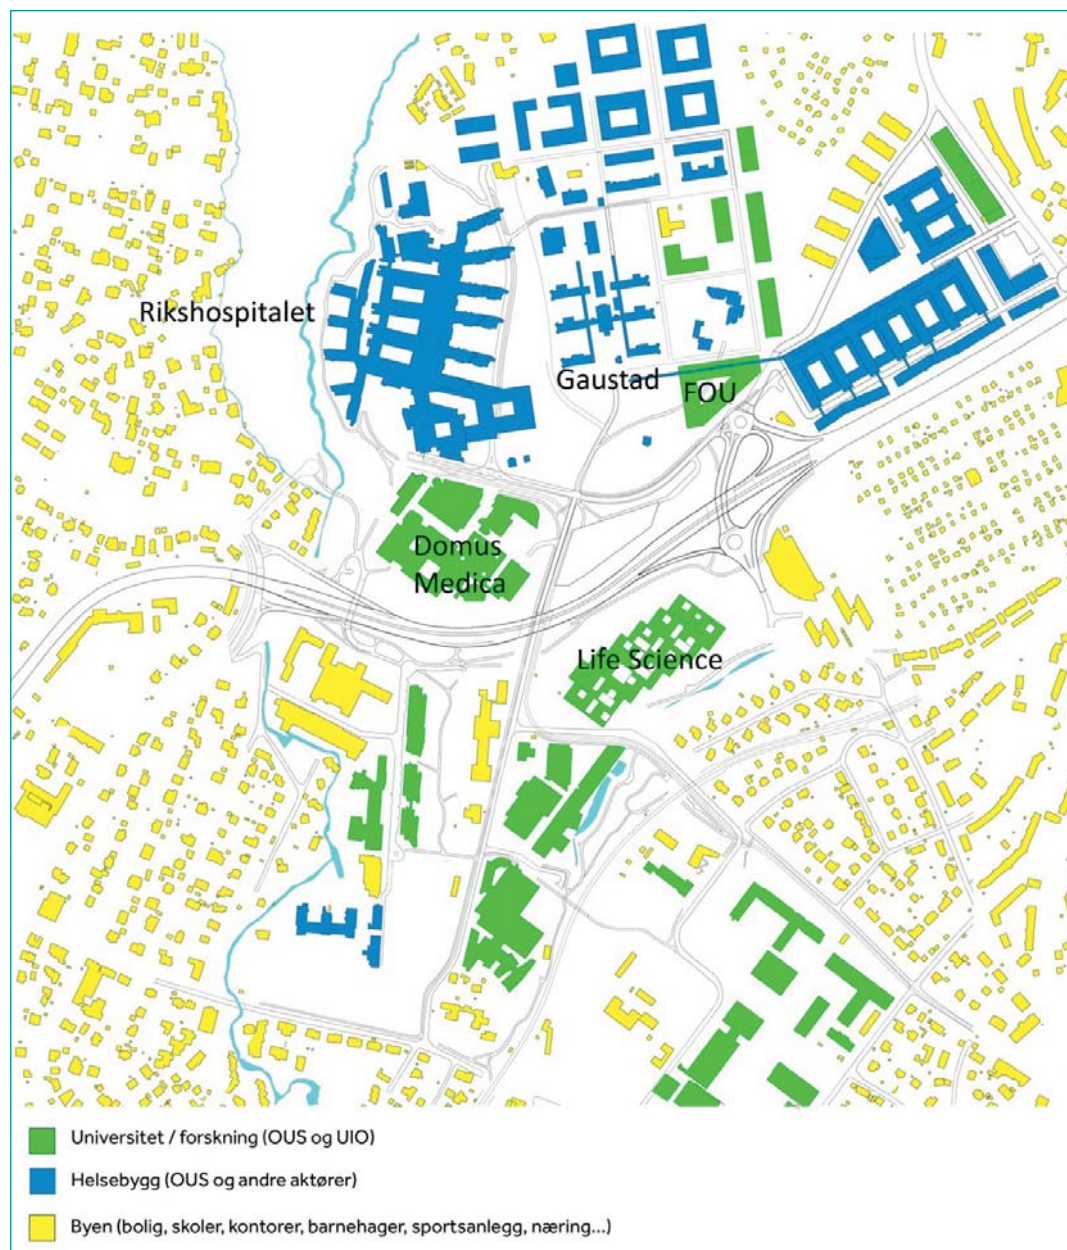 Rikshospitalet
Gaustad
FOU
Domus
Medica
Life Science
Universitet / forskning (OUS og UIO)
Helsebygg (OUS og andre aktører)
Byen (bolig, skoler, kontorer, barnehager, sportsanlegg, næring...)